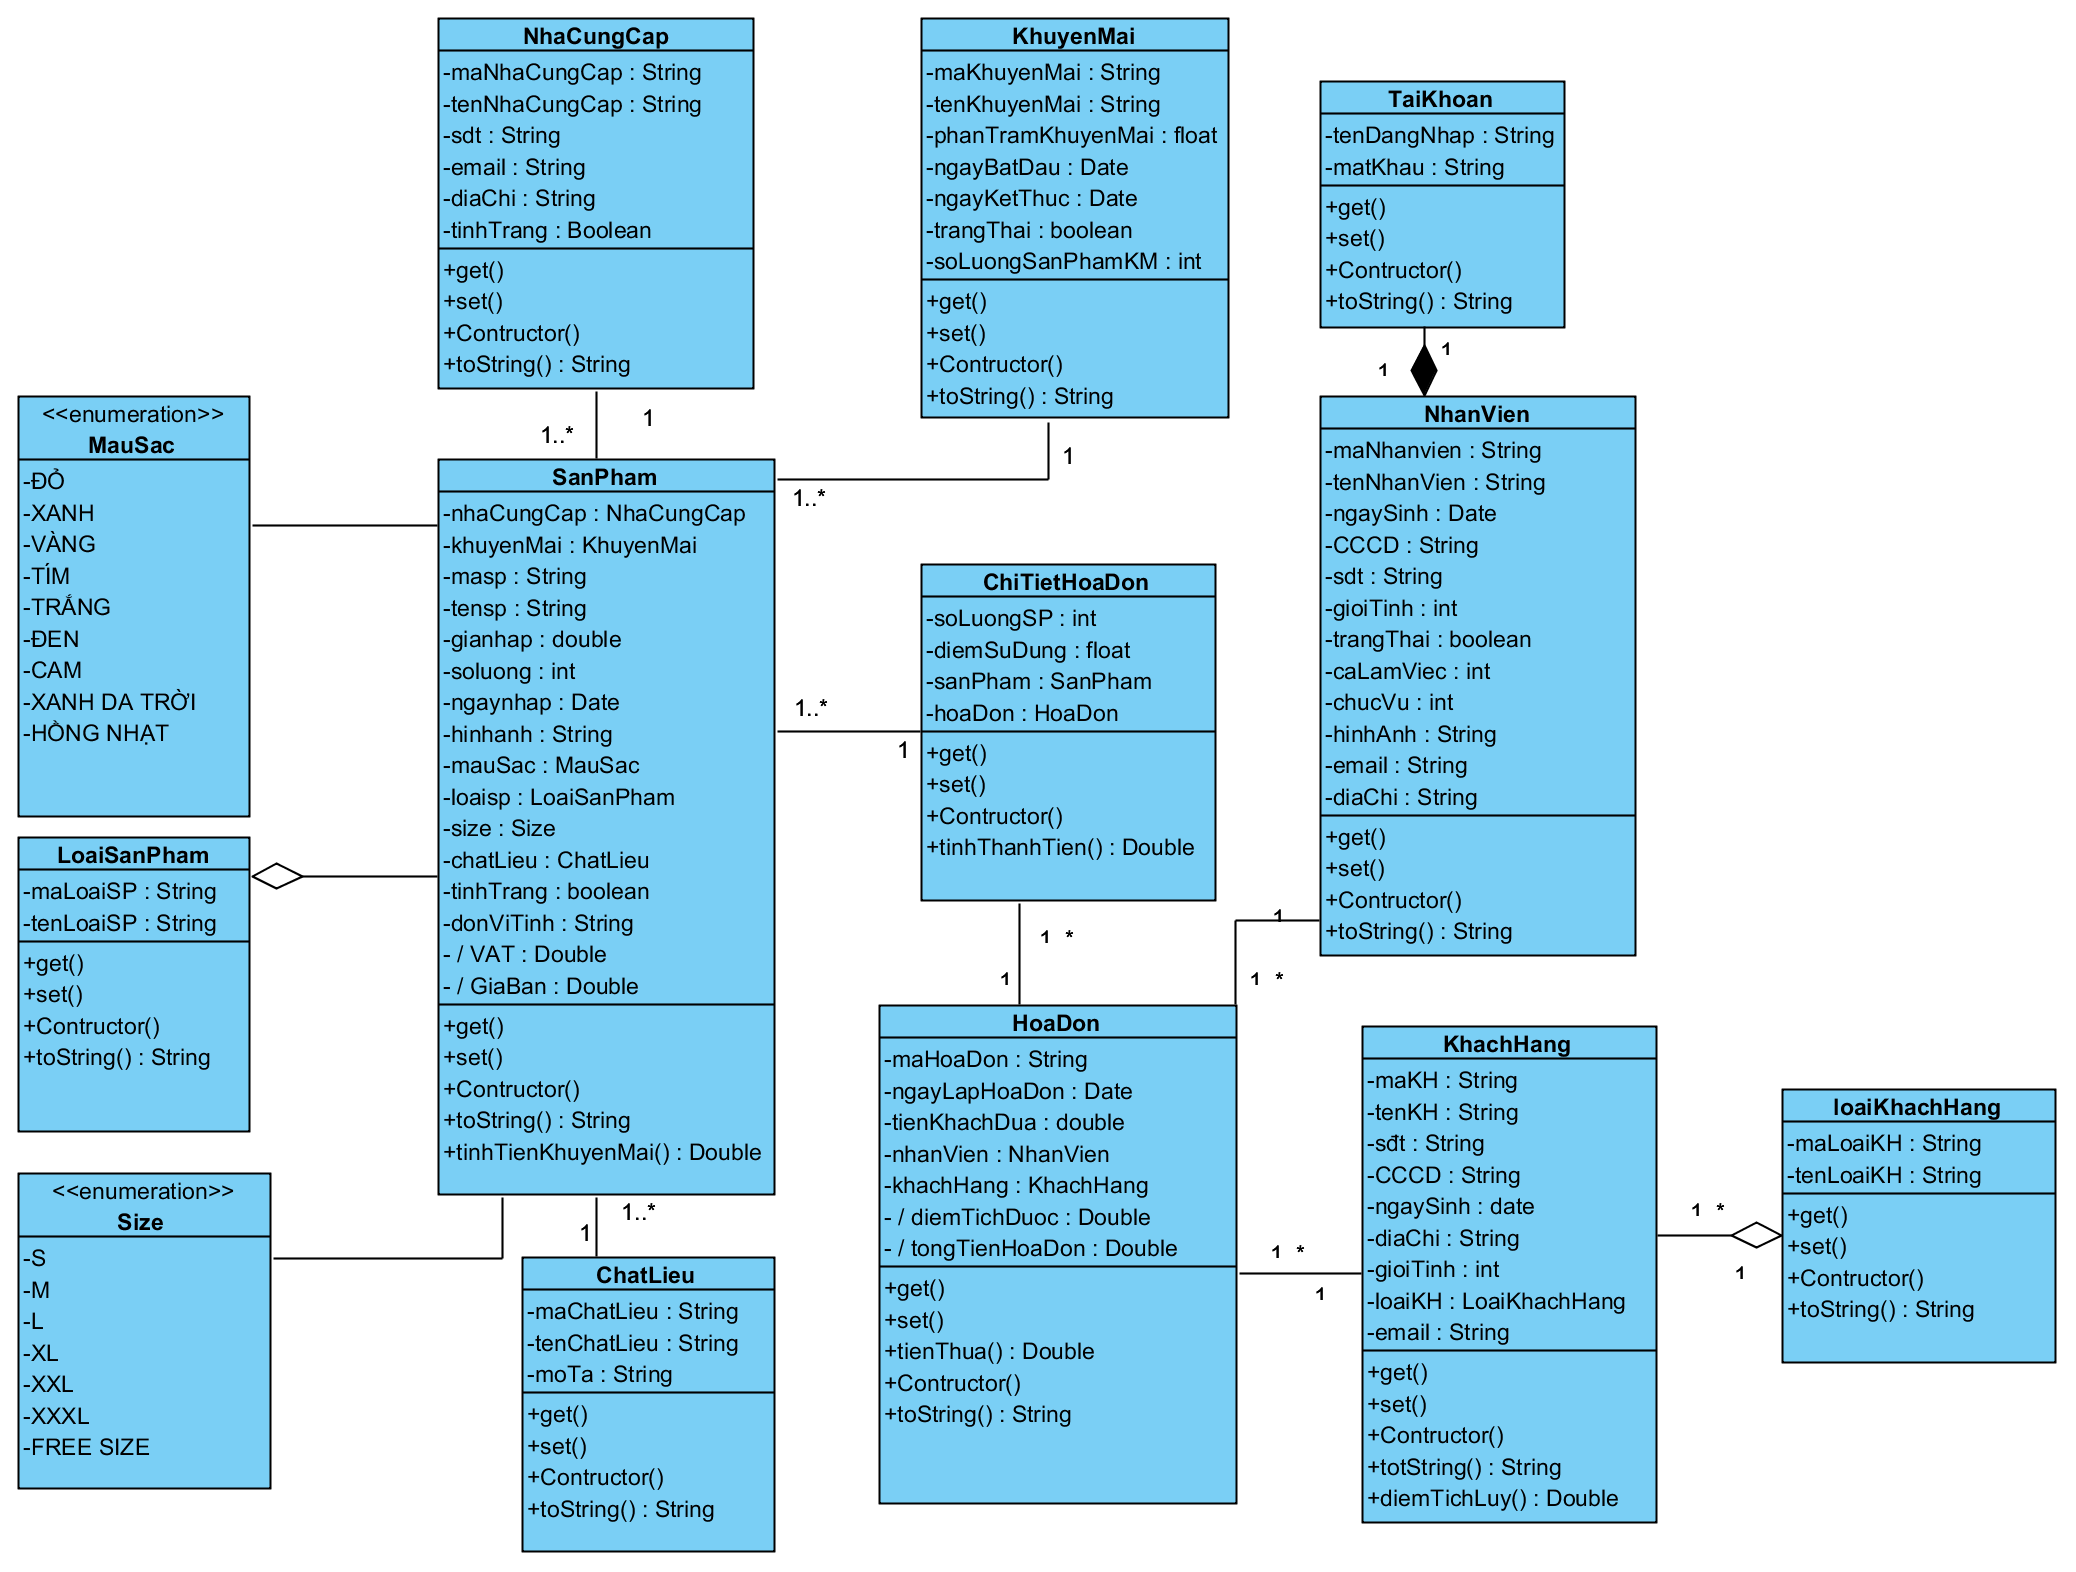 NhaCungCap
-maNhaCungCap : String
-tenNhaCungCap : String
-sdt : String
-email : String
-diaChi : String
-tinhTrang : Boolean
+get()
+set()
+Contructor()
+toString() : String
1
1..*
KhuyenMai
-maKhuyenMai : String
-tenKhuyenMai : String
-phanTramKhuyenMai : float
-ngayBatDau : Date
-ngayKetThuc : Date
-trangThai : boolean
-soLuongSanPhamKM : int
+get()
+set()
+Contructor()
+toString() : String
1
1..*
TaiKhoan
-tenDangNhap : String
-matKhau : String
+get()
+set()
+Contructor()
+toString() : String
1
1
<<enumeration>>
MauSac
-ĐỎ
-XANH
-VÀNG
-TÍM
-TRẮNG
-ĐEN
-CAM
-XANH DA TRỜI
-HỒNG NHẠT
SanPham
-nhaCungCap : NhaCungCap
-khuyenMai : KhuyenMai
-masp : String
-tensp : String
-gianhap : double
-soluong : int
-ngaynhap : Date
-hinhanh : String
-mauSac : MauSac
-loaisp : LoaiSanPham
-size : Size
-chatLieu : ChatLieu
-tinhTrang : boolean
-donViTinh : String
- / VAT : Double
- / GiaBan : Double
+get()
+set()
+Contructor()
+toString() : String
+tinhTienKhuyenMai() : Double
1..*
1
ChiTietHoaDon
-soLuongSP : int
-diemSuDung : float
-sanPham : SanPham
-hoaDon : HoaDon
+get()
+set()
+Contructor()
+tinhThanhTien() : Double
1 *
1
NhanVien
-maNhanvien : String
-tenNhanVien : String
-ngaySinh : Date
-CCCD : String
-sdt : String
-gioiTinh : int
-trangThai : boolean
-caLamViec : int
-chucVu : int
-hinhAnh : String
-email : String
-diaChi : String
+get()
+set()
+Contructor()
+toString() : String
1
1 *
LoaiSanPham
-maLoaiSP : String
-tenLoaiSP : String
+get()
+set()
+Contructor()
+toString() : String
<<enumeration>>
Size
-S
-M
-L
-XL
-XXL
-XXXL
-FREE SIZE
1..*
1
ChatLieu
-maChatLieu : String
-tenChatLieu : String
-moTa : String
+get()
+set()
+Contructor()
+toString() : String
HoaDon
-maHoaDon : String
-ngayLapHoaDon : Date
-tienKhachDua : double
-nhanVien : NhanVien
-khachHang : KhachHang
- / diemTichDuoc : Double
- / tongTienHoaDon : Double
+get()
+set()
+tienThua() : Double
+Contructor()
+toString() : String
1 *
1
KhachHang
-maKH : String
-tenKH : String
-sđt : String
-CCCD : String
-ngaySinh : date
-diaChi : String
-gioiTinh : int
-loaiKH : LoaiKhachHang
-email : String
+get()
+set()
+Contructor()
+totString() : String
+diemTichLuy() : Double
1 *
1
loaiKhachHang
-maLoaiKH : String
-tenLoaiKH : String
+get()
+set()
+Contructor()
+toString() : String